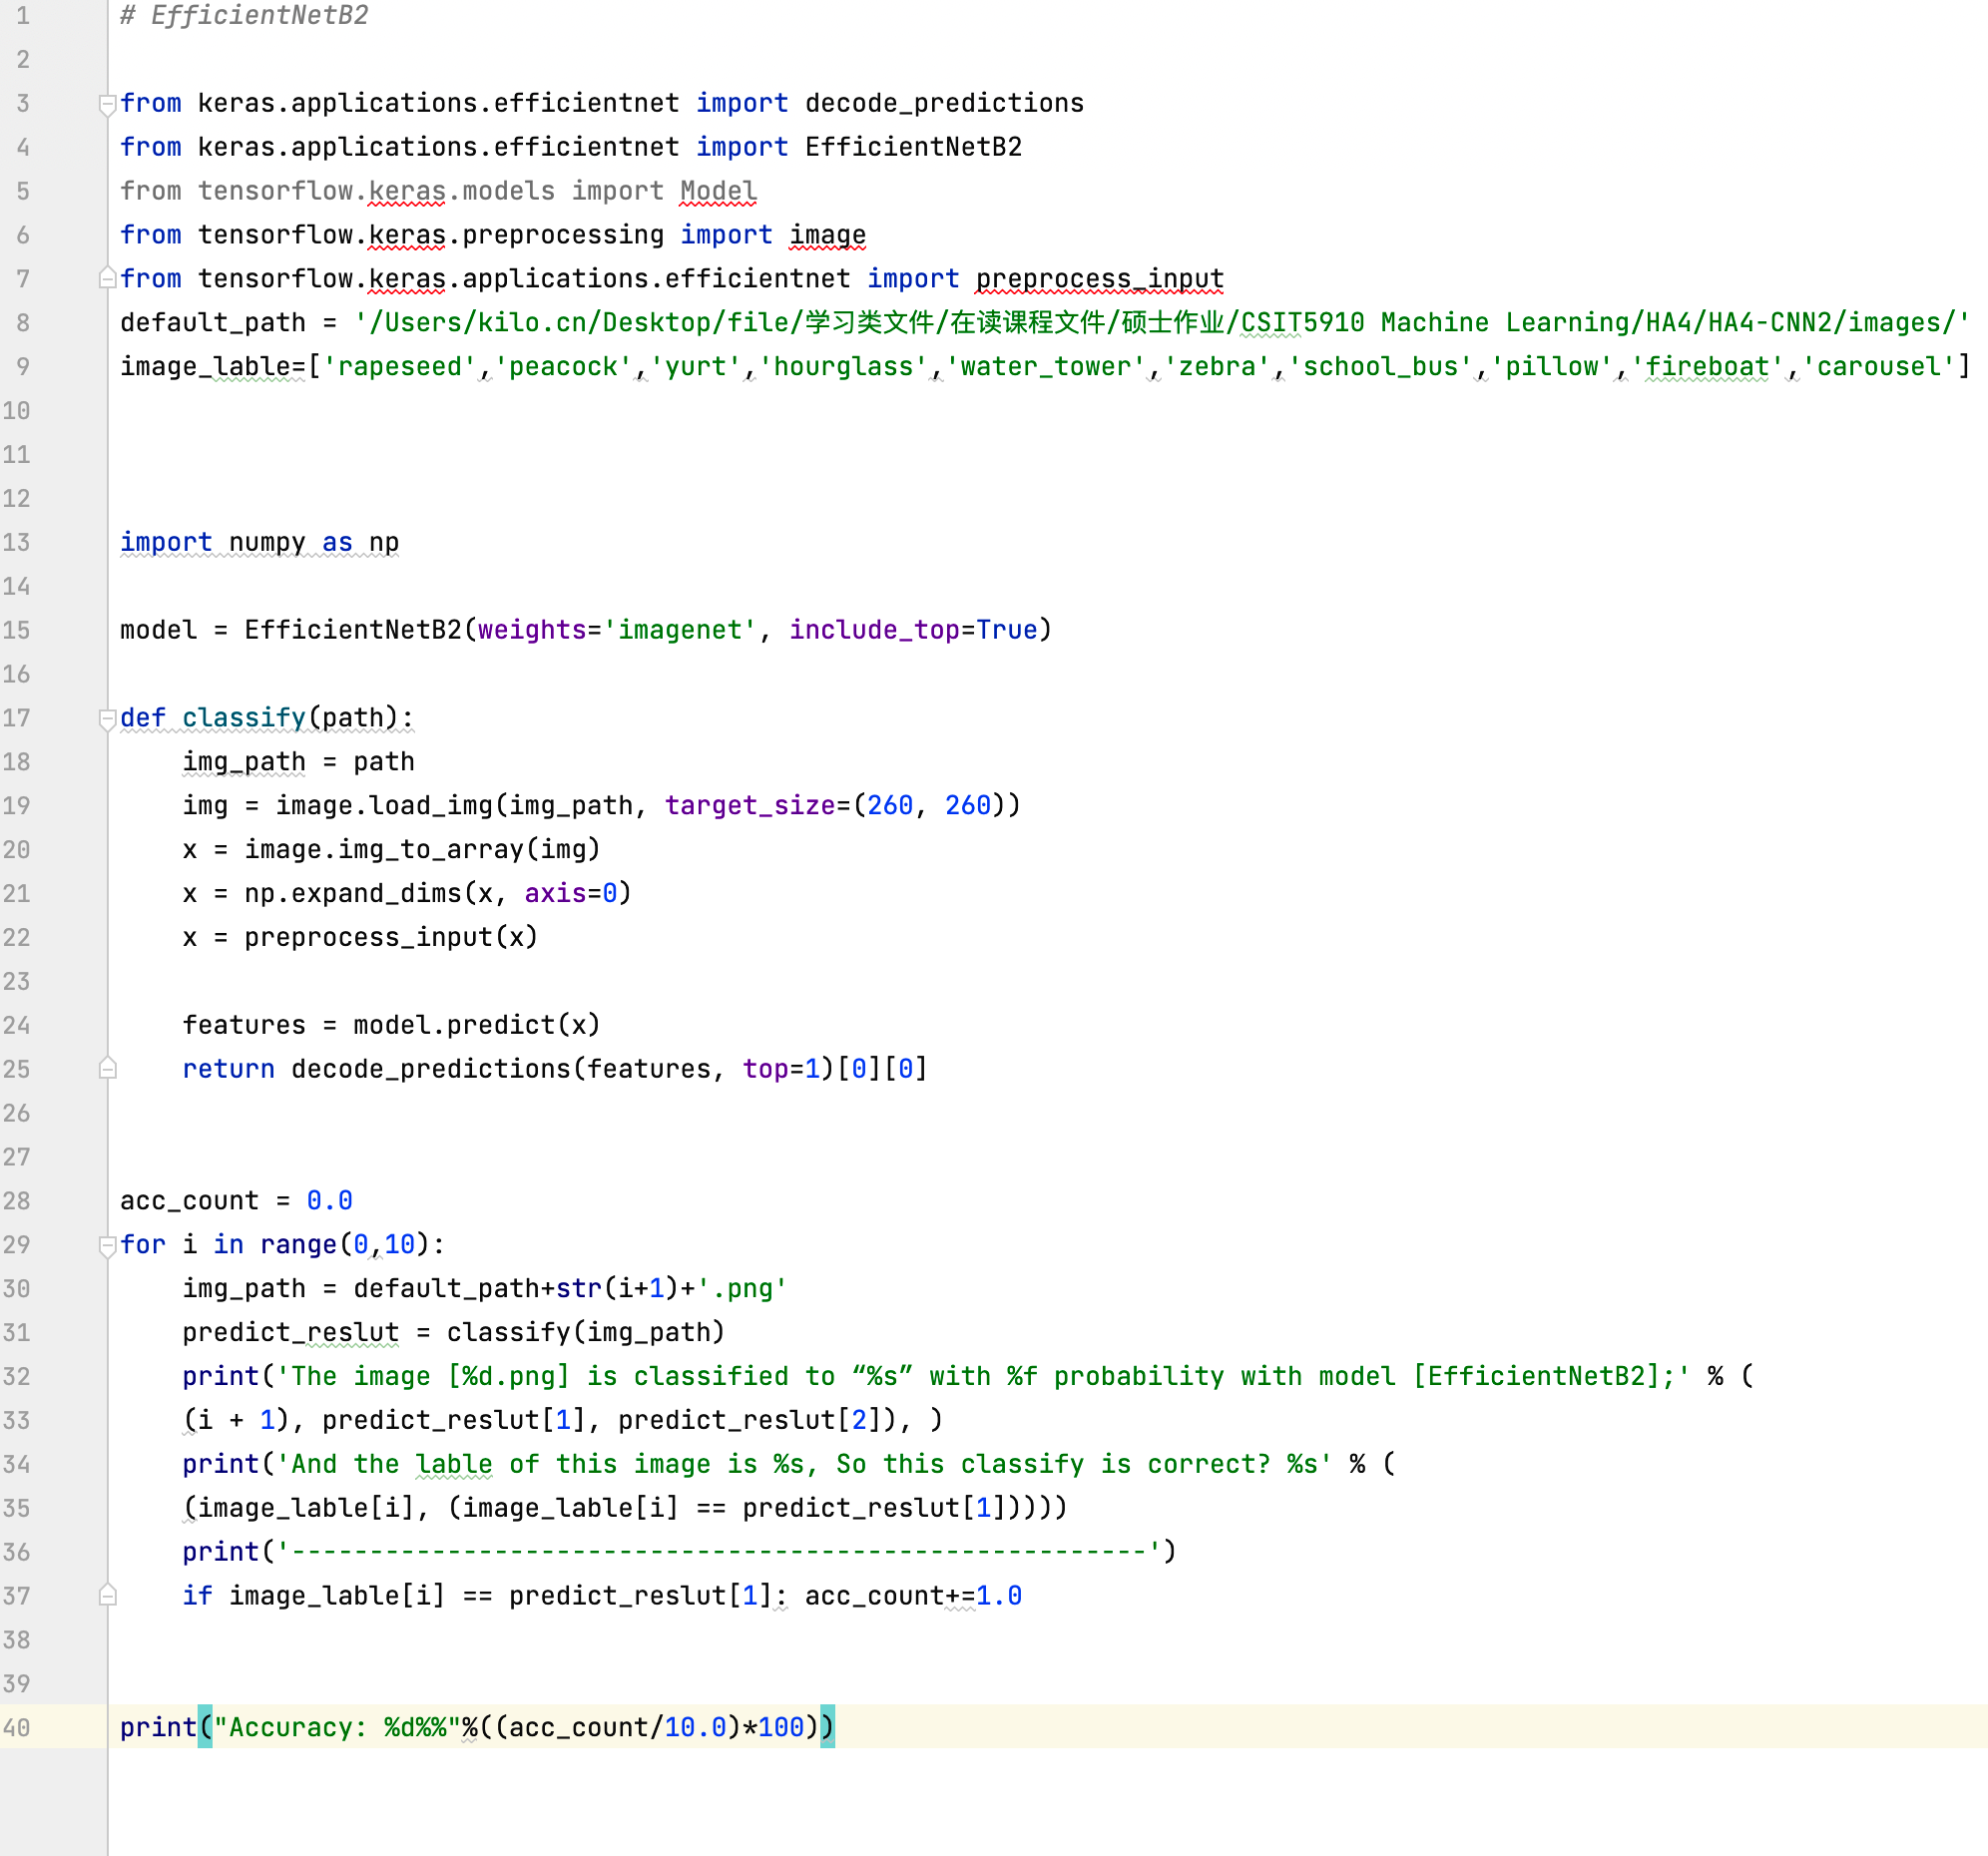 1 # EfficientNetB2
2
3 from keras.applications.efficientnet import decode_predictions
4 from keras.applications.efficientnet import EfficientNetB2
5 from tensorflow.keras.models import Model
6 from tensorflow.keras.preprocessing import image
7 from tensorflow.keras.applications.efficientnet import preprocess_input
8 default_path = '/Users/kilo.cn/Desktop/file/学习类文件/在读课程文件/硕士作业/CSIT5910 Machine Learning/HA4/HA4-CNN2/images/'
9 image_lable=['rapeseed','peacock','yurt','hourglass','water_tower','zebra','school_bus','pillow','fireboat','carousel']
10
11
12
13 import numpy as np
14
15 model = EfficientNetB2(weights='imagenet', include_top=True)
16
17 def classify(path):
18     img_path = path
19     img = image.load_img(img_path, target_size=(260, 260))
20     x = image.img_to_array(img)
21     x = np.expand_dims(x, axis=0)
22     x = preprocess_input(x)
23
24     features = model.predict(x)
25     return decode_predictions(features, top=1)[0][0]
26
27
28 acc_count = 0.0
29 for i in range(0,10):
30     img_path = default_path+str(i+1)+'.png'
31     predict_reslut = classify(img_path)
32     print('The image [%d.png] is classified to “%s” with %f probability with model [EfficientNetB2];' % (
33     (i + 1), predict_reslut[1], predict_reslut[2]), )
34     print('And the lable of this image is %s, So this classify is correct? %s' % (
35     (image_lable[i], (image_lable[i] == predict_reslut[1]))))
36     print('-------------------------------------------------------')
37     if image_lable[i] == predict_reslut[1]: acc_count+=1.0
38
39
40 print("Accuracy: %d%%"%((acc_count/10.0)*100))